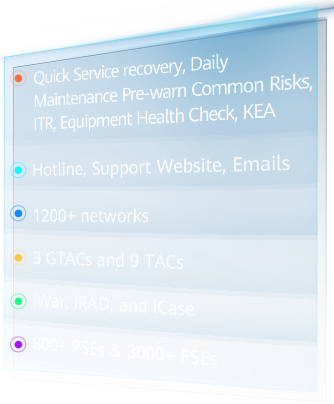 Quick Service recovery, Daily
Maintenance Pre-warn Common Risks,
ITR, Equipment Health Check, KEA
Hotline, Support Website, Emails
1200+ networks
3 GTACs and 9 TACs
iWar, iRAD, and iCase
800+ PSEs & 3000+ FSEs